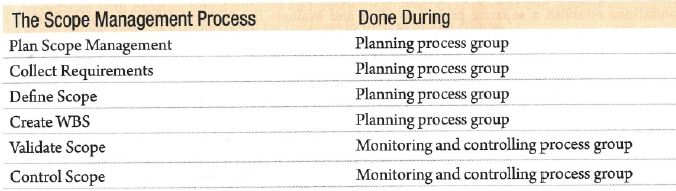 The Scope Management Process Done During
Plan Scope Management Planning process group
Collect Requirements Planning process group
Define Scope Planning process group
Create WBS Planning process group
Validate Scope Monitoring and controlling process group
Control Scope Monitoring and controlling process group